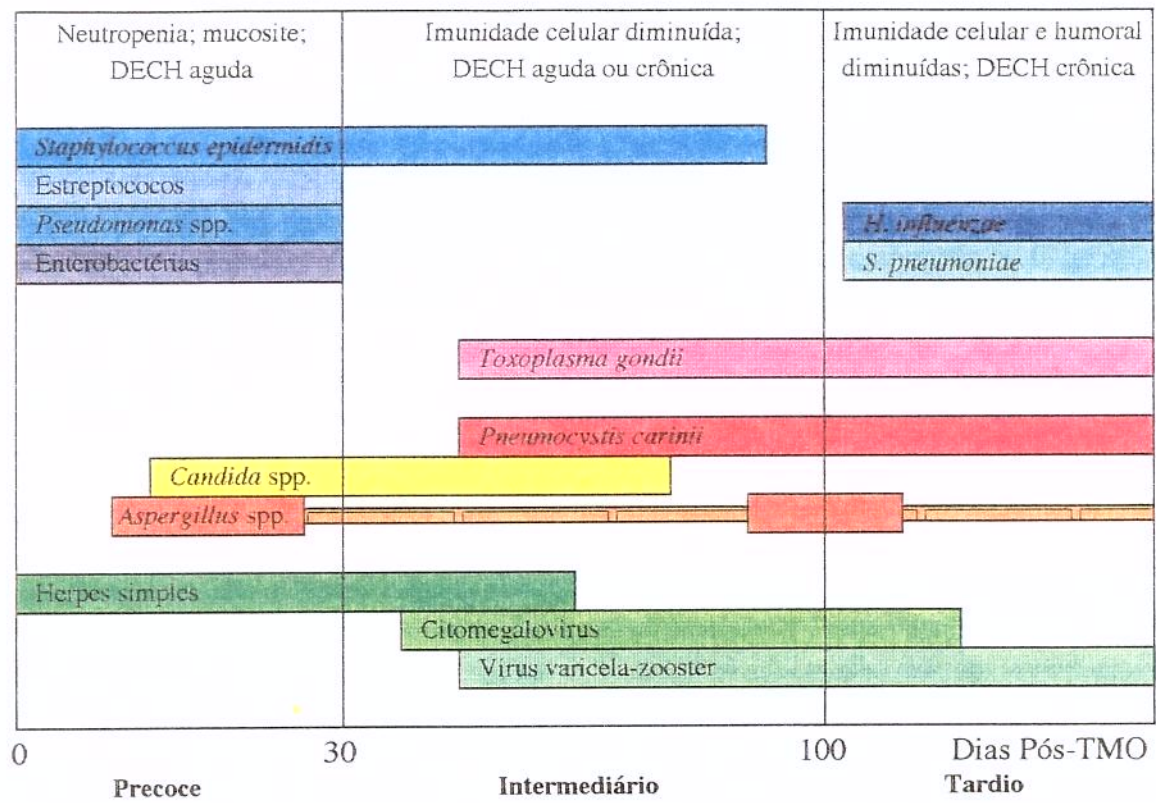 Neutropenia; mucosite;
DECH aguda
Imunidade celular diminuída;
DECH aguda ou crônica
Imunidade celular e humoral
diminuídas; DECH crônica
Staphylococcus epidermidis
Estreptococos
Pseudomonas spp.
Enterobactérias
H. influenzae
S. pneumoniae
Toxoplasma gondii
Pneumocystis carinii
Candida spp.
Aspergillus spp.
Herpes simples
Citomegalovirus
Vírus varicela-zooster
0 30 100 Dias Pós-TMO
Precoce Intermediário Tardio